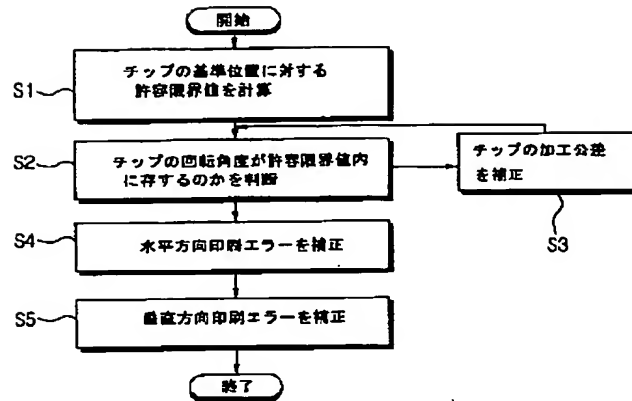 開始
S1
チップの基準位置に対する
許容限界値を計算
S2
チップの回転角度が許容限界値内
に存するのかを判断
チップの加工公差
を補正
S3
S4
水平方向印刷エラーを補正
S5
垂直方向印刷エラーを補正
終了